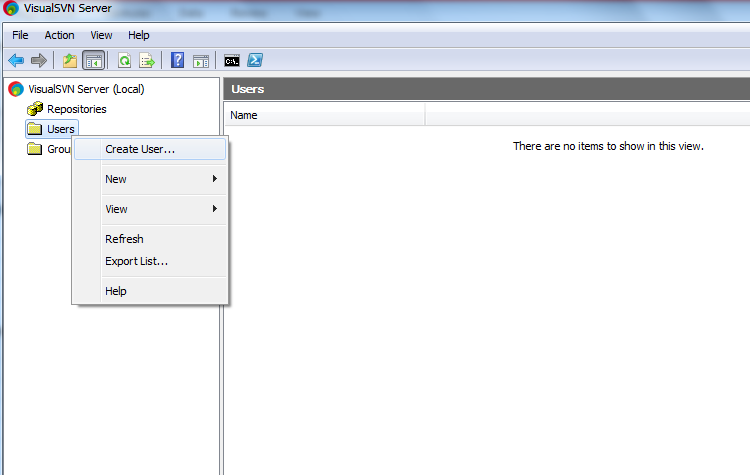 VisualSVN Server
File Action View Help
VisualSVN Server (Local)
Repositories
Users
Grou
Create User...
New
View
Refresh
Export List...
Help
Users
Name
There are no items to show in this view.